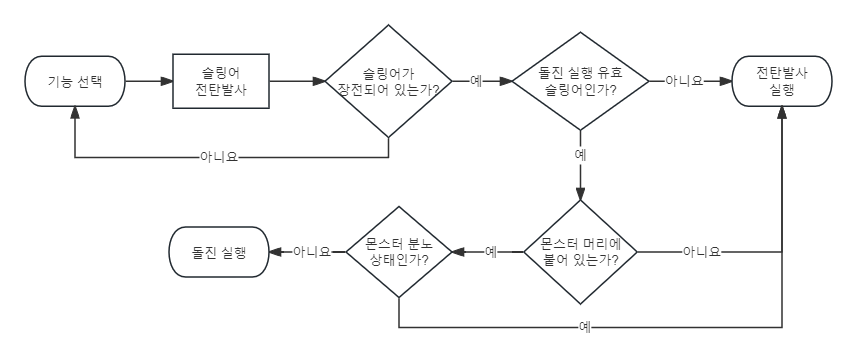 기능 선택
슬링어
전탄발사
슬링어가
장전되어 있는가?
예
돌진 실행 유효
슬링어인가?
아니요
전탄발사
실행
아니요
예
돌진 실행
아니요
몬스터 분노
상태인가?
예
몬스터 머리에
붙어 있는가?
아니요
예